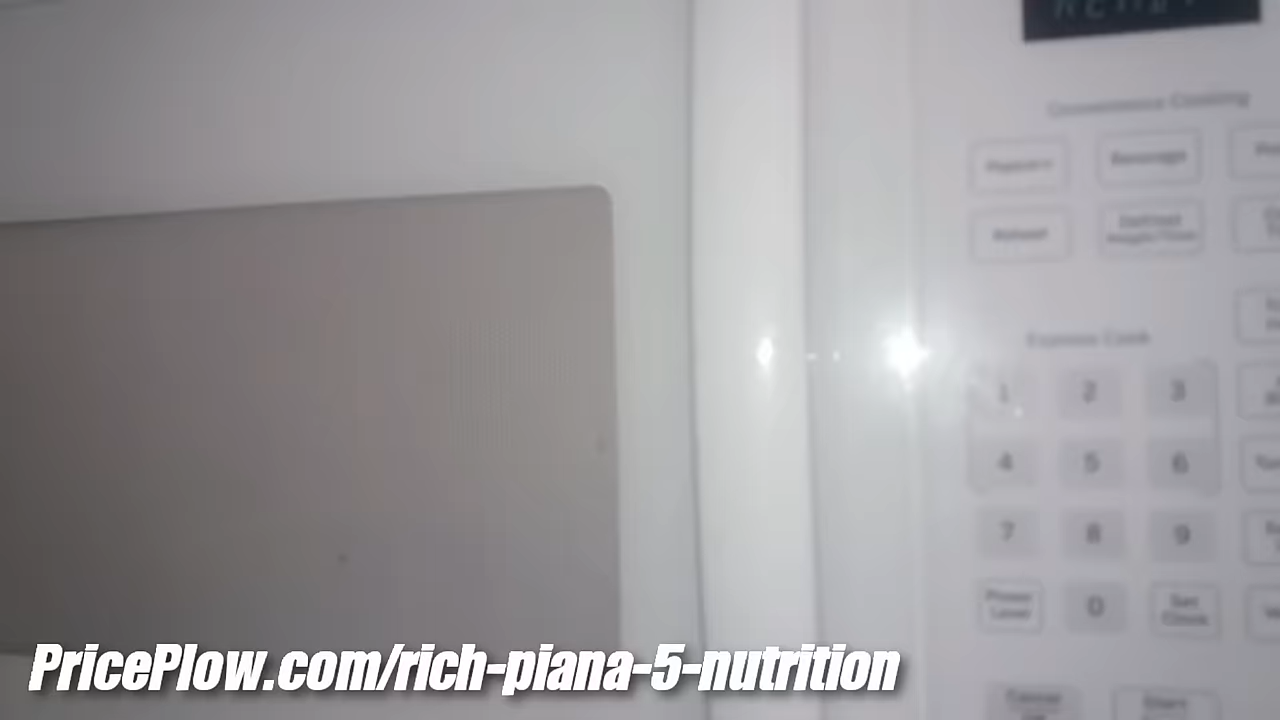 Convenience Cooking
Popcorn
Beverage
Reheat
Defrost
Weight/Time
Express Cook
1 2 3
4 5 6
7 8 9
Power
Level
0
Set
Clock
Start
PricePlow.com/rich-piana-5-nutrition